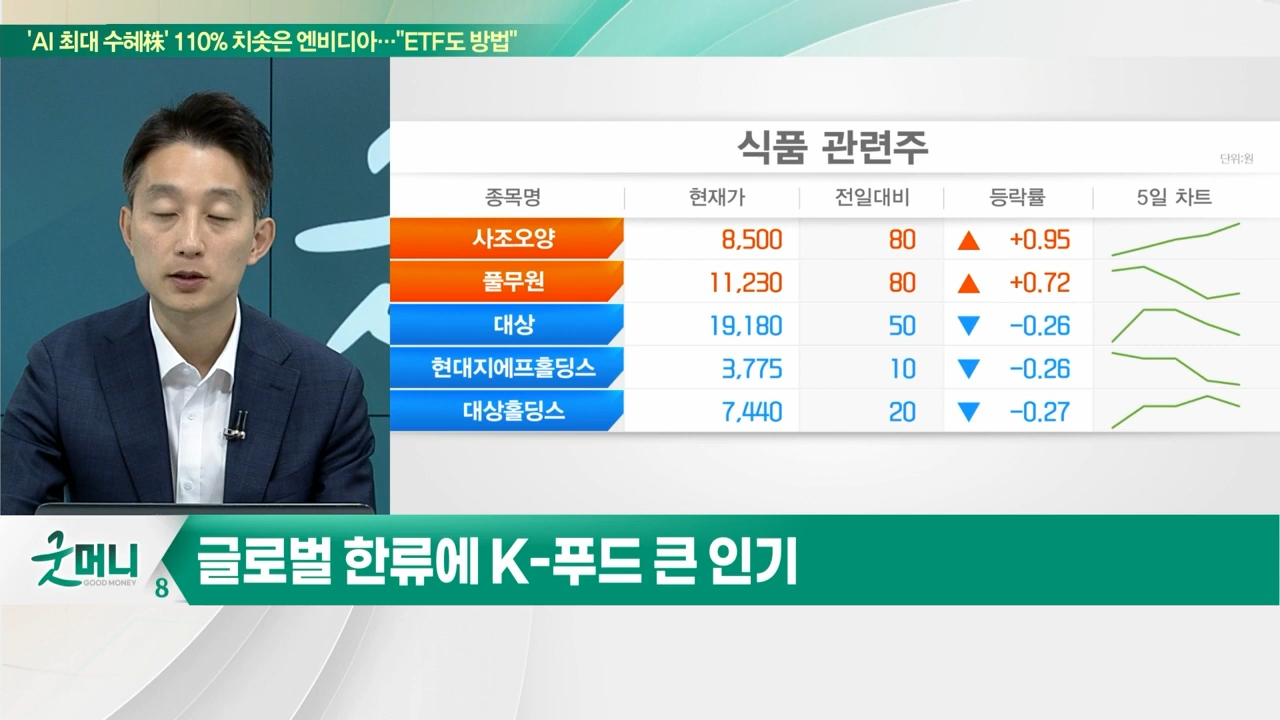 'AI 최대 수혜株' 110% 치솟은 엔비디아…"ETF도 방법"
식품 관련주
단위:원
종목명 현재가 전일대비 등락률 5일 차트
사조오양 8,500 80 ▲ +0.95
풀무원 11,230 80 ▲ +0.72
대상 19,180 50 ▼ -0.26
현대지에프홀딩스 3,775 10 ▼ -0.26
대상홀딩스 7,440 20 ▼ -0.27
굿머니
GOOD MONEY
8
글로벌 한류에 K-푸드 큰 인기